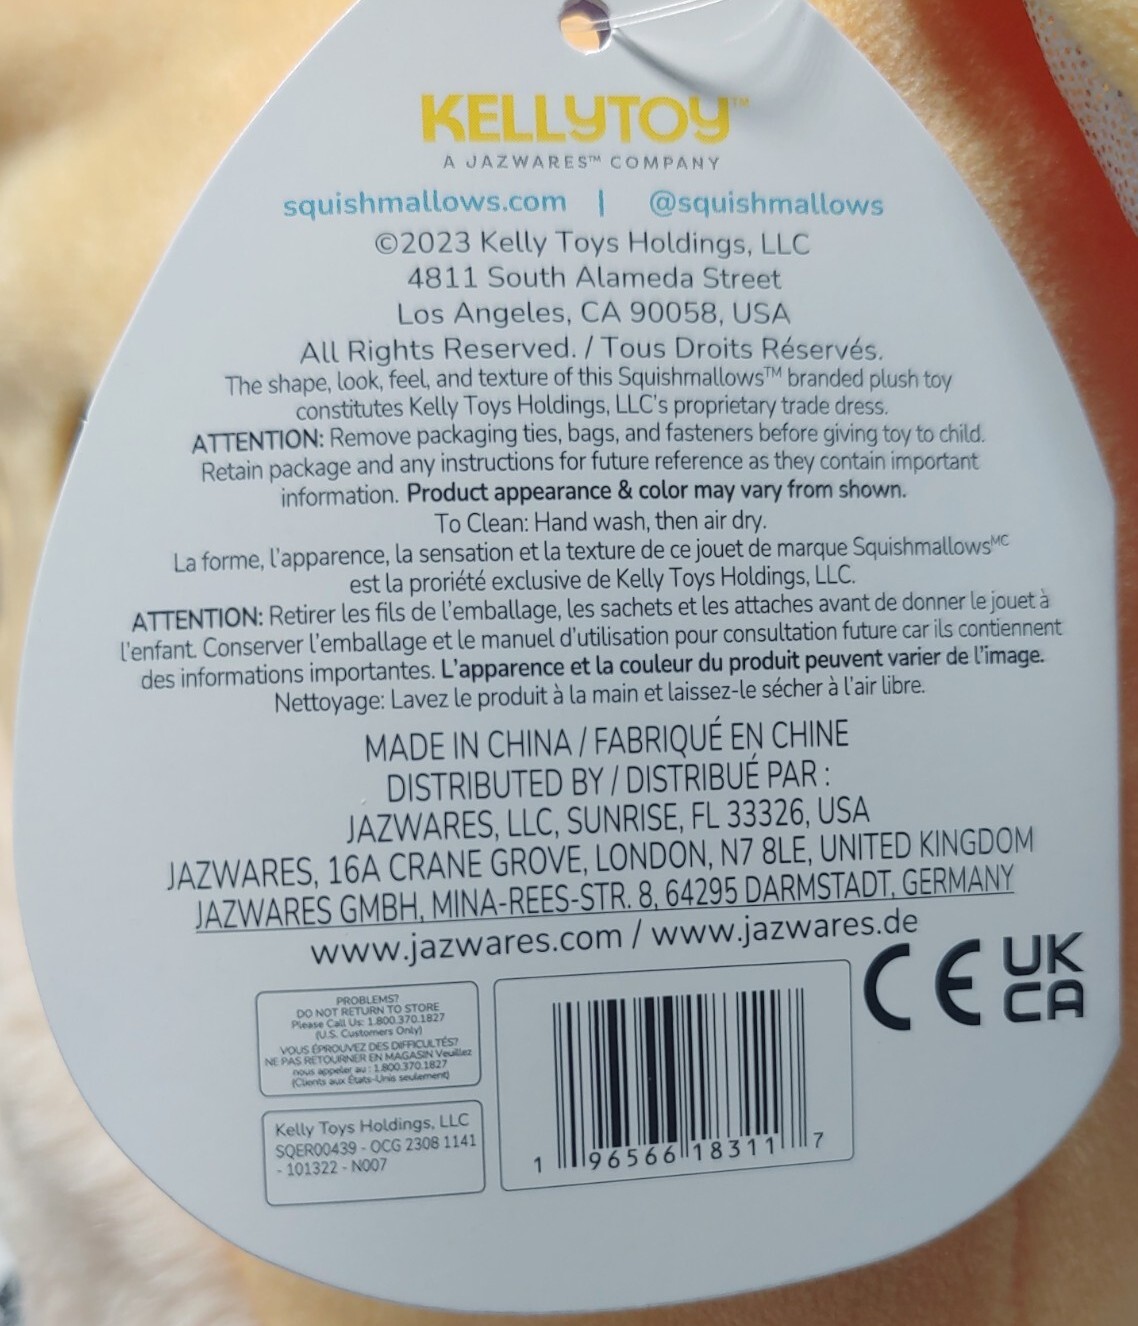 KELLYTOY™
A JAZWARES™ COMPANY
squishmallows.com | @squishmallows
©2023 Kelly Toys Holdings, LLC
4811 South Alameda Street
Los Angeles, CA 90058, USA
All Rights Reserved. / Tous Droits Réservés.
The shape, look, feel, and texture of this Squishmallows™ branded plush toy
constitutes Kelly Toys Holdings, LLC's proprietary trade dress.
ATTENTION: Remove packaging ties, bags, and fasteners before giving toy to child.
Retain package and any instructions for future reference as they contain important
information. Product appearance & color may vary from shown.
To Clean: Hand wash, then air dry.
La forme, l'apparence, la sensation et la texture de ce jouet de marque Squishmallowsᴹᶜ
est la proriété exclusive de Kelly Toys Holdings, LLC.
ATTENTION: Retirer les fils de l'emballage, les sachets et les attaches avant de donner le jouet à
l'enfant. Conserver l'emballage et le manuel d'utilisation pour consultation future car ils contiennent
des informations importantes. L'apparence et la couleur du produit peuvent varier de l'image.
Nettoyage: Lavez le produit à la main et laissez-le sécher à l'air libre.
MADE IN CHINA / FABRIQUÉ EN CHINE
DISTRIBUTED BY / DISTRIBUÉ PAR :
JAZWARES, LLC, SUNRISE, FL 33326, USA
JAZWARES, 16A CRANE GROVE, LONDON, N7 8LE, UNITED KINGDOM
JAZWARES GMBH, MINA-REES-STR. 8, 64295 DARMSTADT, GERMANY
www.jazwares.com / www.jazwares.de
CE UK
CA
PROBLEMS?
DO NOT RETURN TO STORE
Please Call Us: 1.800.370.1827
(U.S. Customers Only)
VOUS ÉPROUVEZ DES DIFFICULTÉS?
NE PAS RETOURNER EN MAGASIN Veuillez
nous appeler au : 1.800.370.1827
(Clients aux États-Unis seulement)
Kelly Toys Holdings, LLC
SQER00439 - OCG 2308 1141
- 101322 - N007
1 96566 18311 7